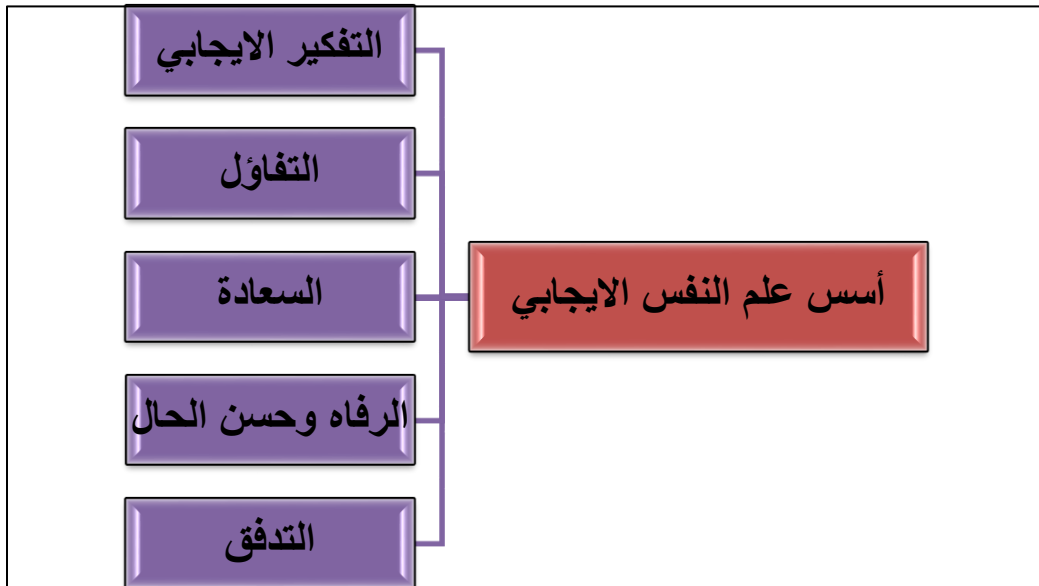 أسس علم النفس الايجابي
التفكير الايجابي
التفاؤل
السعادة
الرفاه وحسن الحال
التدفق